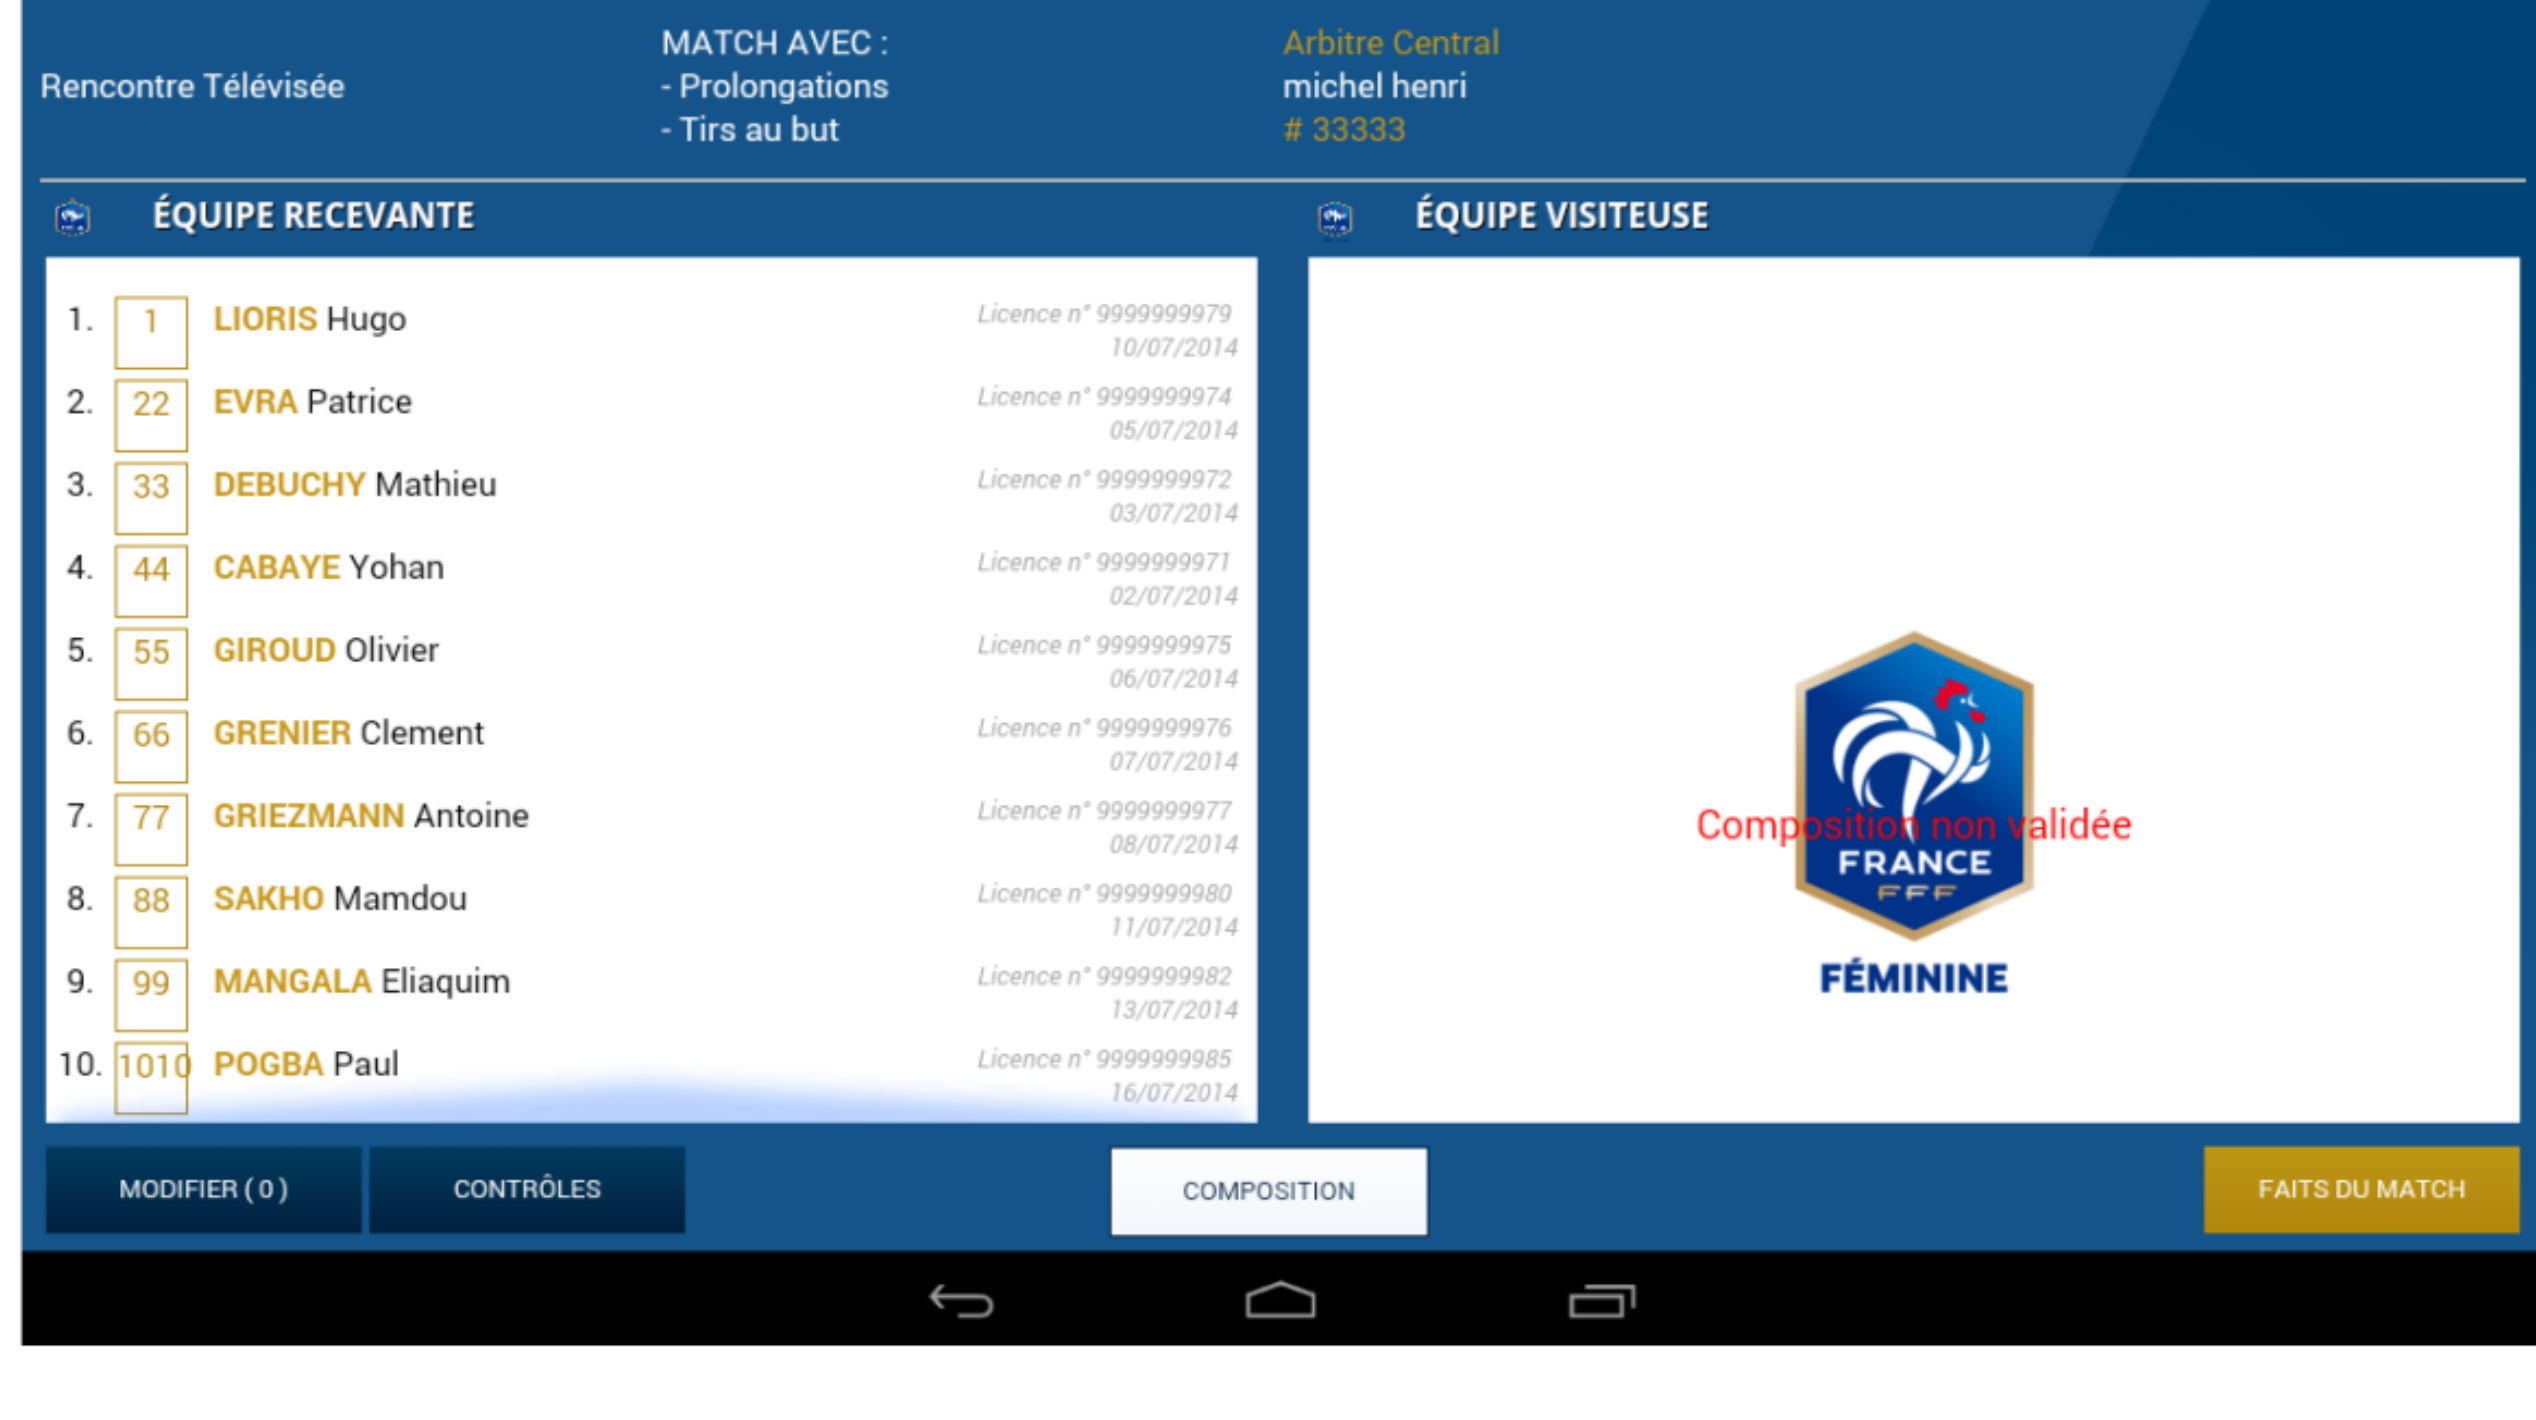 Rencontre Télévisée
MATCH AVEC :
- Prolongations
- Tirs au but
Arbitre Central
michel henri
# 33333
ÉQUIPE RECEVANTE
1. 1 LIORIS Hugo Licence n° 9999999979
10/07/2014
2. 22 EVRA Patrice Licence n° 9999999974
05/07/2014
3. 33 DEBUCHY Mathieu Licence n° 9999999972
03/07/2014
4. 44 CABAYE Yohan Licence n° 9999999971
02/07/2014
5. 55 GIROUD Olivier Licence n° 9999999975
06/07/2014
6. 66 GRENIER Clement Licence n° 9999999976
07/07/2014
7. 77 GRIEZMANN Antoine Licence n° 9999999977
08/07/2014
8. 88 SAKHO Mamdou Licence n° 9999999980
11/07/2014
9. 99 MANGALA Eliaquim Licence n° 9999999982
13/07/2014
10. 1010 POGBA Paul Licence n° 9999999985
16/07/2014
ÉQUIPE VISITEUSE
Composition non validée
FRANCE
FFF
FÉMININE
MODIFIER ( 0 )
CONTRÔLES
COMPOSITION
FAITS DU MATCH